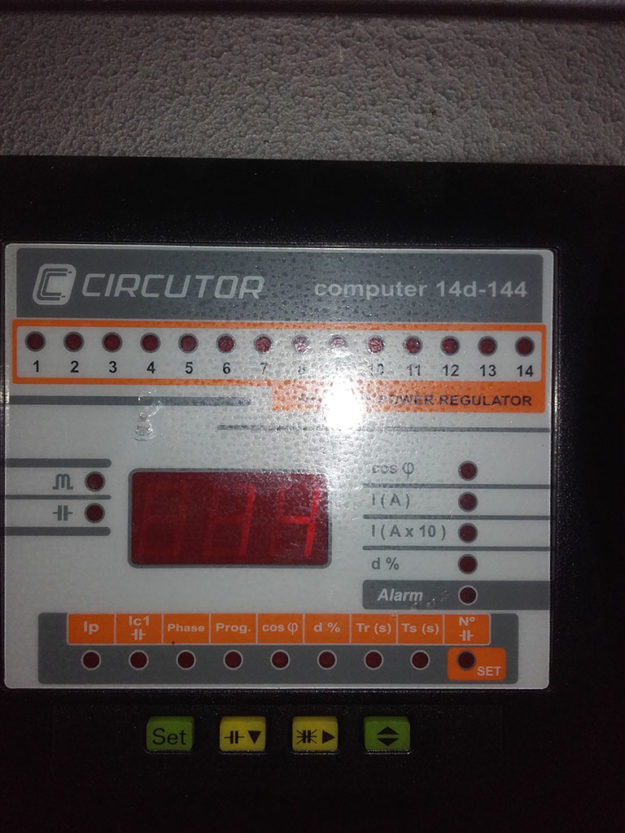 CIRCUTOR computer 14d-144
1 2 3 4 5 6 7 8 9 10 11 12 13 14
POWER REGULATOR
cos φ
I ( A )
I ( A x 10 )
d %
Alarm
Ip Ic1 Phase Prog. cos φ d % Tr (s) Ts (s) Nº
SET
Set